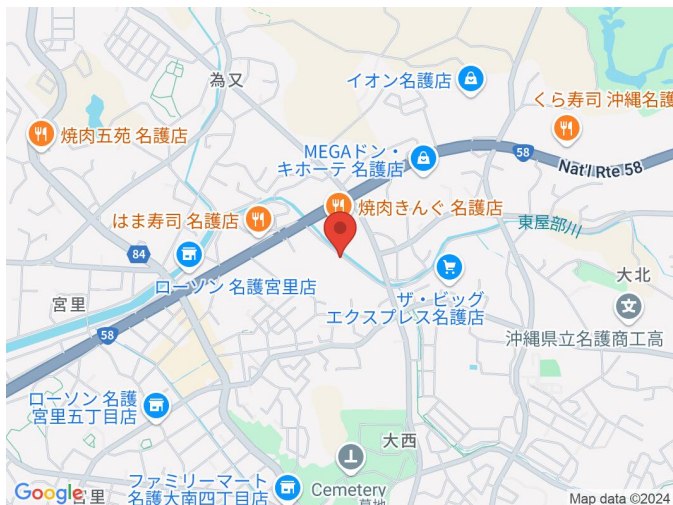 為又
イオン名護店
くら寿司 沖縄名護
焼肉五苑 名護店
MEGAドン・
キホーテ 名護店
58
Nat'l Rte 58
焼肉きんぐ 名護店
はま寿司 名護店
東屋部川
84
ローソン 名護宮里店
大北
宮里
ザ・ビッグ
エクスプレス名護店
58
沖縄県立名護商工高
ローソン 名護
宮里五丁目店
大西
ファミリーマート
名護大南四丁目店
Cemetery
墓地
Google
宮里
Map data ©2024